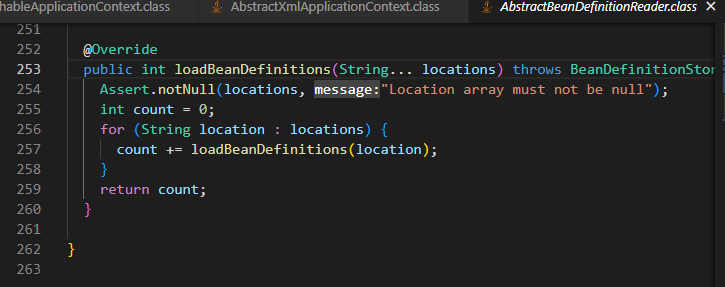 hableApplicationContext.class AbstractXmlApplicationContext.class AbstractBeanDefinitionReader.class
251
252 @Override
253 public int loadBeanDefinitions(String... locations) throws BeanDefinitionStor
254 Assert.notNull(locations, message:"Location array must not be null");
255 int count = 0;
256 for (String location : locations) {
257 count += loadBeanDefinitions(location);
258 }
259 return count;
260 }
261
262 }
263